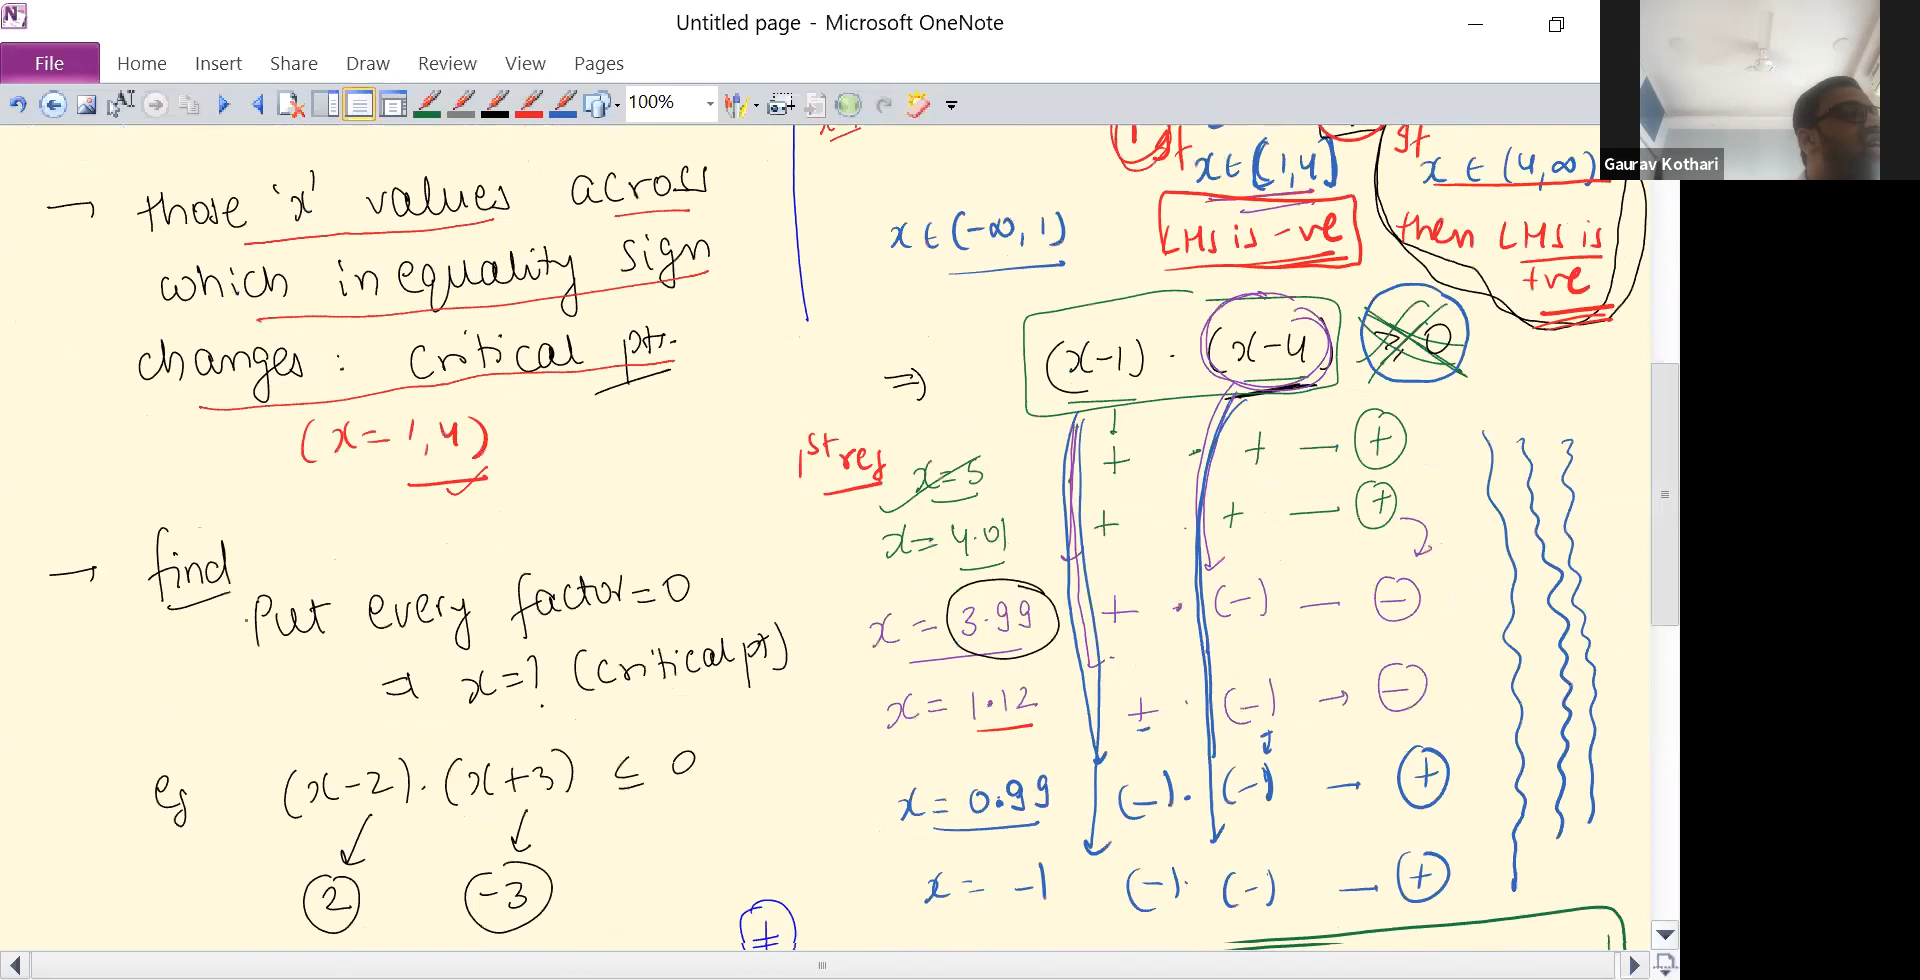 Untitled page - Microsoft OneNote
File Home Insert Share Draw Review View Pages
100%
Gaurav Kothari
→ those 'x' values across
which inequality sign
changes : critical pt.
(x = 1, 4)
→ find
Put every factor = 0
⇒ x = ? (critical pt)
eg (x-2) · (x+3) ≤ 0
2 -3
If x ∈ (4, ∞)
then LHS is
+ve
x ∈ (1, 4)
LHS is -ve
x ∈ (-∞, 1)
⇒ (x-1) · (x-4) ≥ 0
1st reg x = 5 + · + — +
x = 4.01 + · + — +
x = 3.99 + · (-) — -
x = 1.12 + · (-) → -
x = 0.99 (-) · (-) — +
x = -1 (-) · (-) — +
+